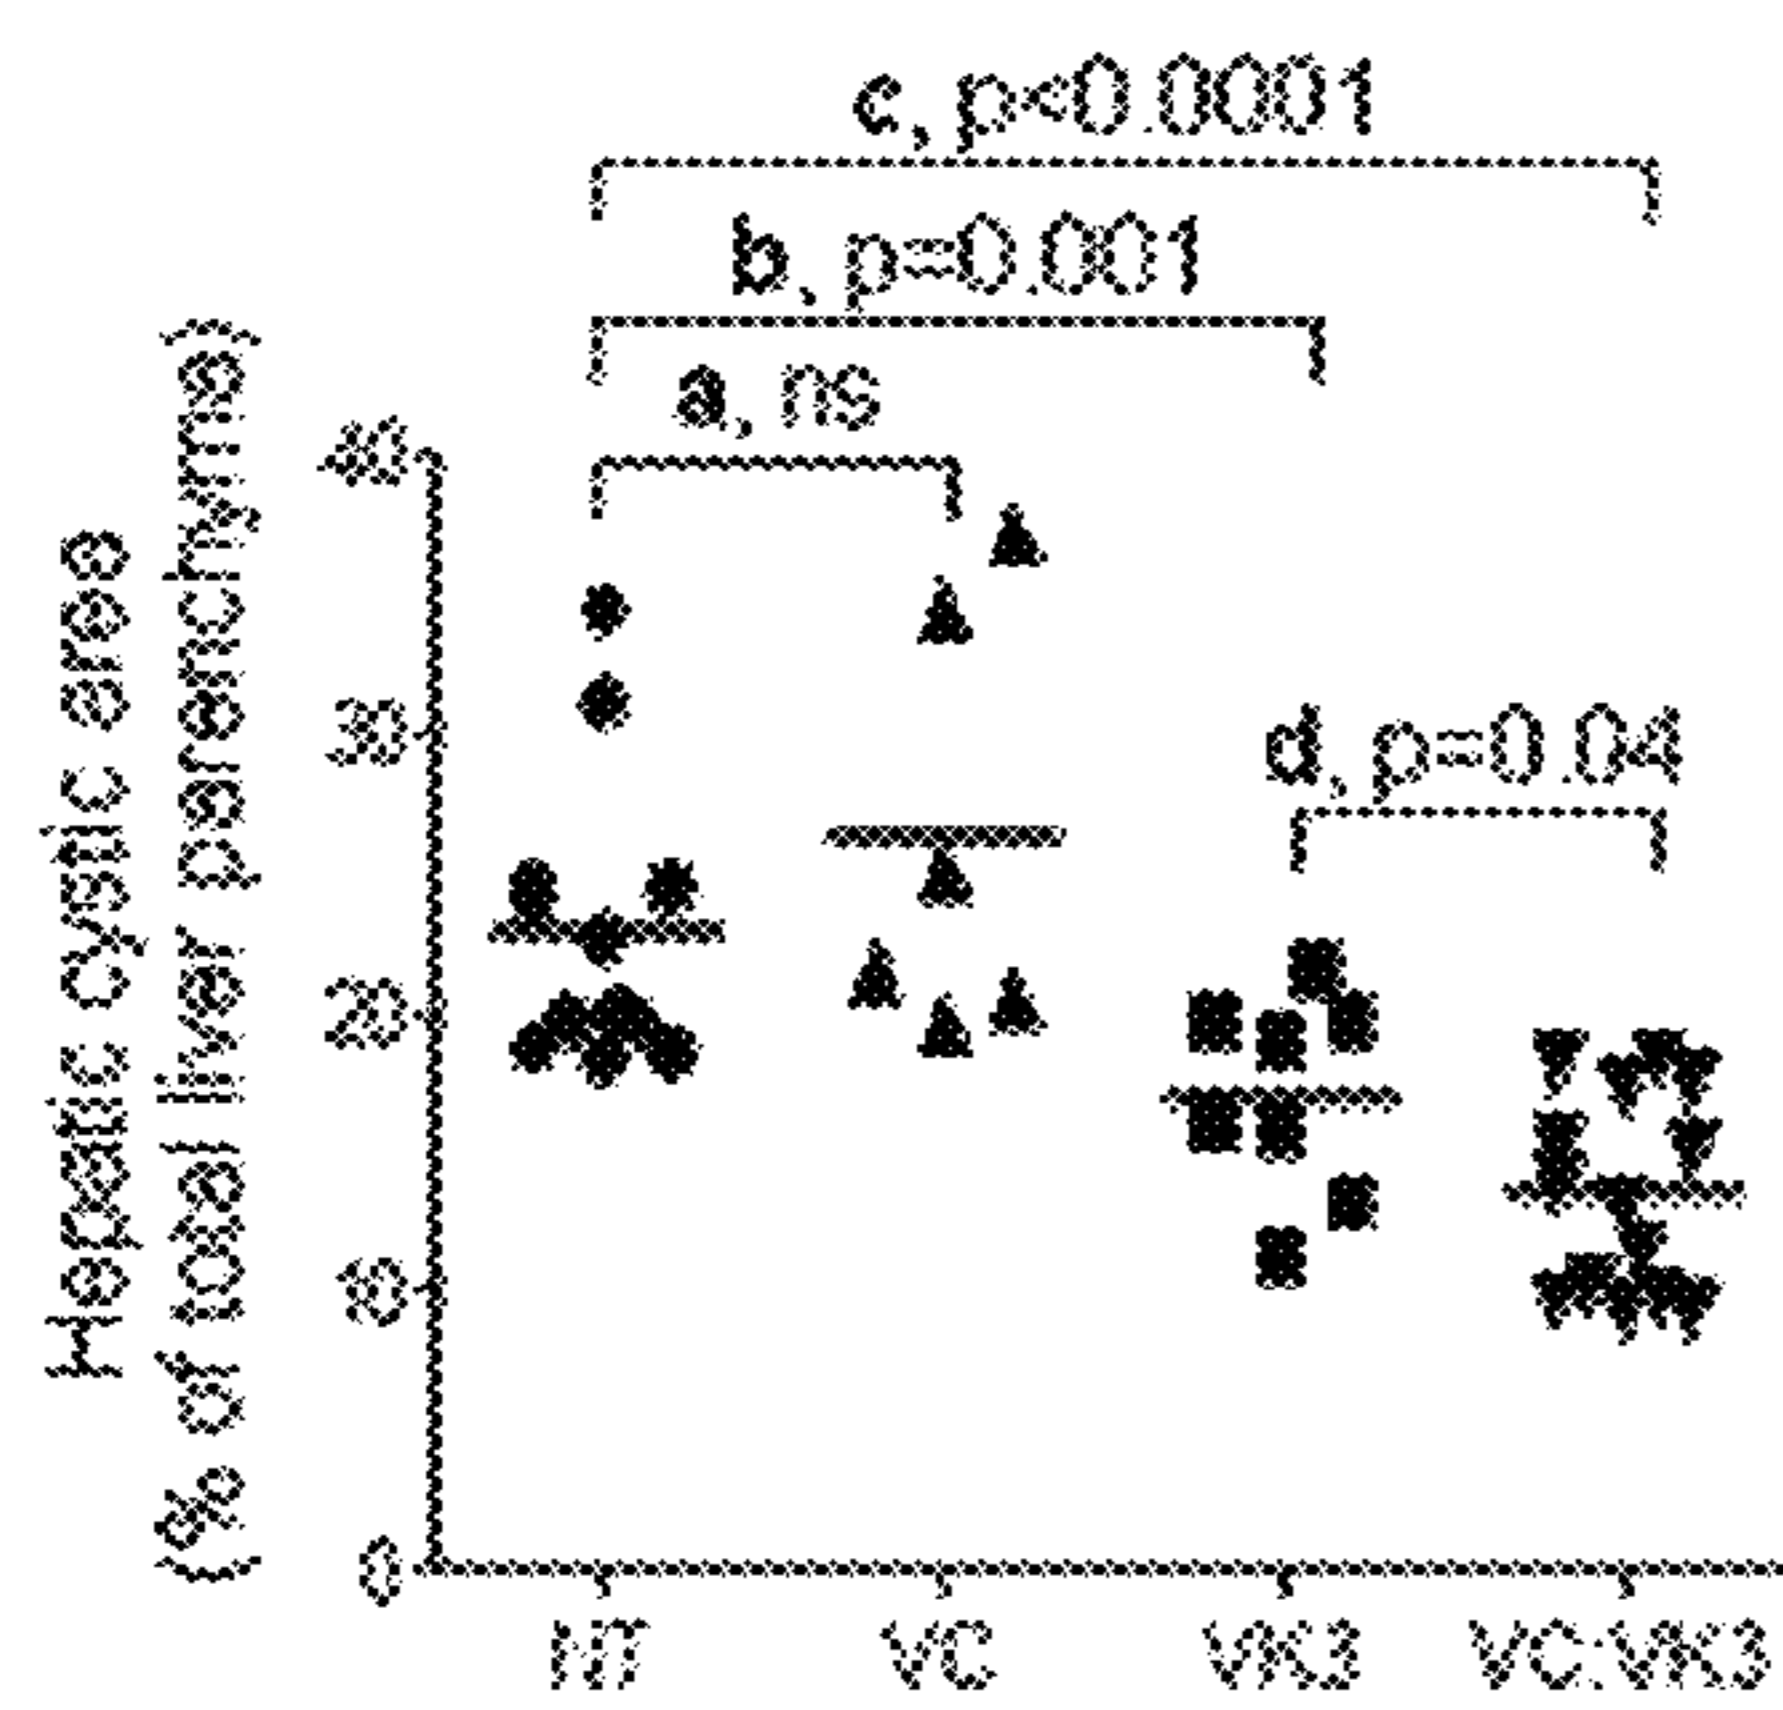 c, p<0.0001
b, p=0.001
a, ns
d, p=0.04
Hepatic cystic area
(% of total liver parenchyma)
40
30
20
10
0
NT
VC
VK3
VC:VK3